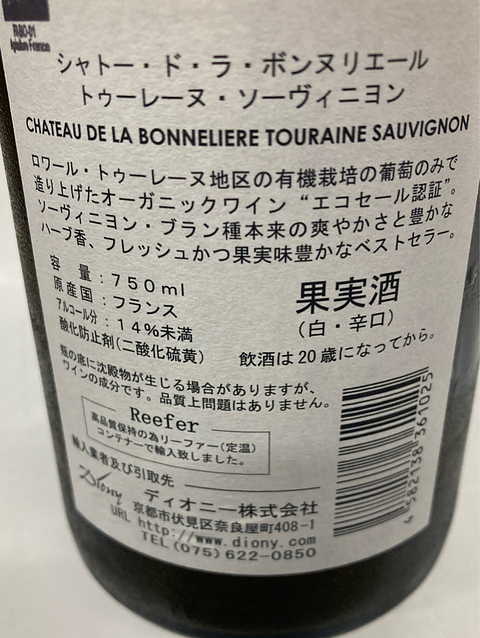 FR-BIO-01
シャトー・ド・ラ・ボンヌリエール
トゥーレーヌ・ソーヴィニヨン
CHATEAU DE LA BONNELIERE TOURAINE SAUVIGNON
ロワール・トゥーレーヌ地区の有機栽培の葡萄のみで
造り上げたオーガニックワイン “エコセール認証”。
ソーヴィニヨン・ブラン種本来の爽やかさと豊かな
ハーブ香、フレッシュかつ果実味豊かなベストセラー。
容 量:750ml
原産国:フランス
アルコール分:14%未満
酸化防止剤(二酸化硫黄)
果実酒
(白・辛口)
飲酒は20歳になってから。
瓶の底に沈殿物が生じる場合がありますが、
ワインの成分です。品質上問題はありません。
Reefer
高品質保持の為リーファー(定温)
コンテナーで輸入致しました。
輸入業者及び引取先
Diony ディオニー株式会社
京都市伏見区奈良屋町408-1
URL http://www.diony.com
TEL(075)622-0850
4 582138 361025